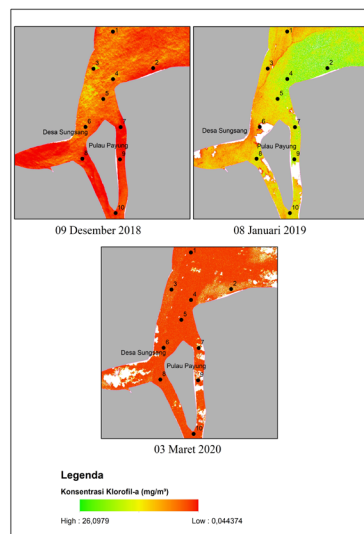 1
3
2
4
5
6
7
Desa Sungsang
Pulau Payung
8
9
10
09 Desember 2018
1
3
2
4
5
6
7
Desa Sungsang
Pulau Payung
8
9
10
08 Januari 2019
1
3
2
4
5
6
7
Desa Sungsang
Pulau Payung
8
9
10
03 Maret 2020
Legenda
Konsentrasi Klorofil-a (mg/m³)
High : 26,0979
Low : 0,044374